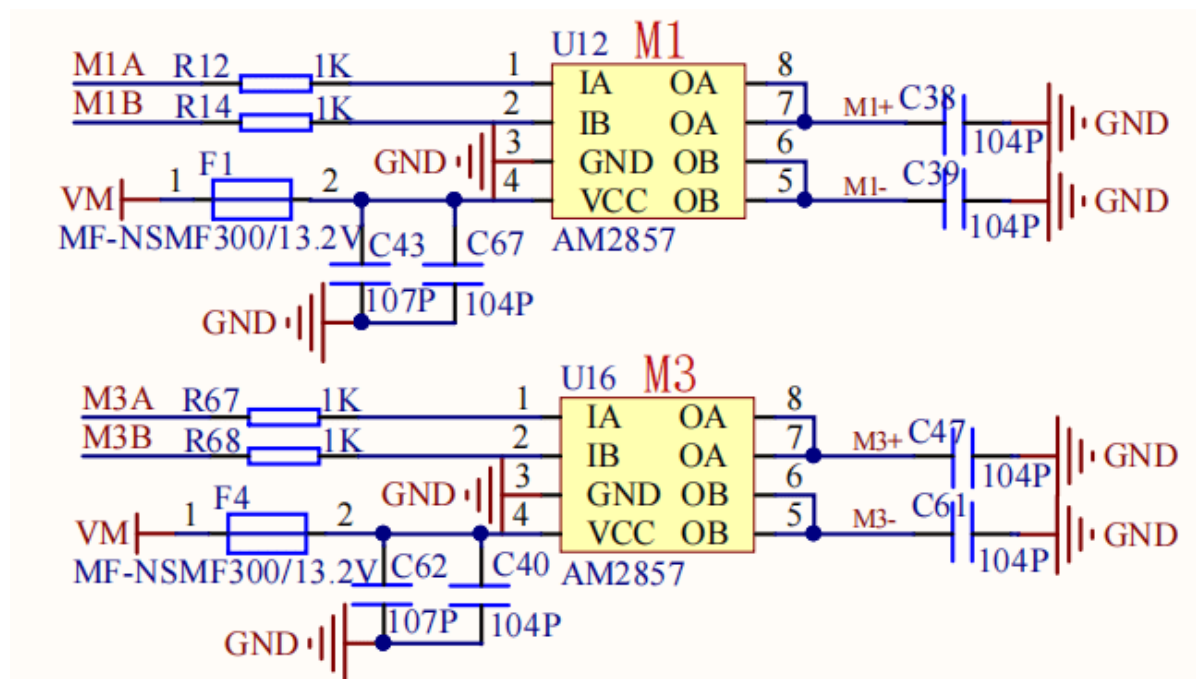 U12 M1
M1A R12 1K 1 IA OA 8
M1B R14 1K 2 IB OA 7 M1+ C38 104P GND
GND 3 GND OB 6
VM 1 F1 2 4 VCC OB 5 M1- C39 104P GND
MF-NSMF300/13.2V AM2857
C43 C67
107P 104P
GND
U16 M3
M3A R67 1K 1 IA OA 8
M3B R68 1K 2 IB OA 7 M3+ C47 104P GND
GND 3 GND OB 6
VM 1 F4 2 4 VCC OB 5 M3- C61 104P GND
MF-NSMF300/13.2V AM2857
C62 C40
107P 104P
GND